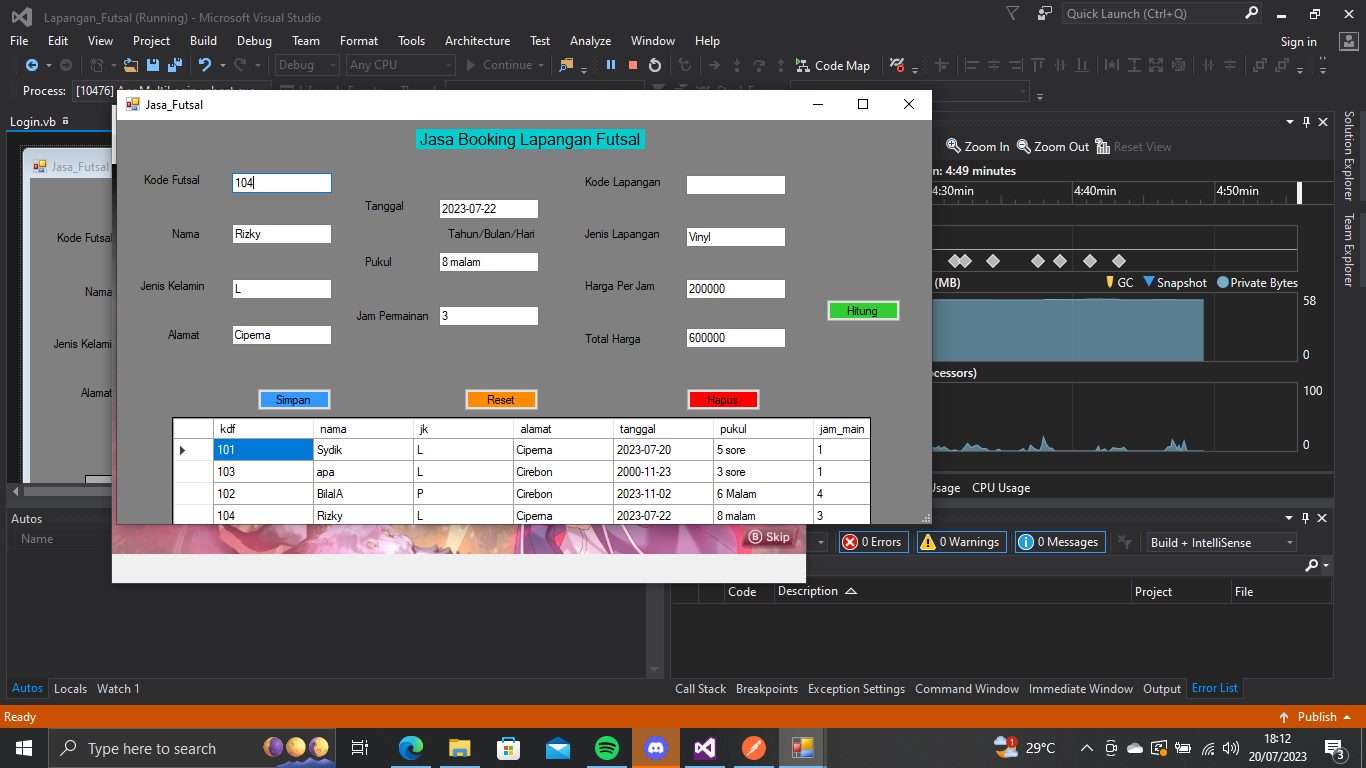 Lapangan_Futsal (Running) - Microsoft Visual Studio
Quick Launch (Ctrl+Q)
File Edit View Project Build Debug Team Format Tools Architecture Test Analyze Window Help
Sign in
Debug Any CPU Continue Code Map
Process: [10476]
Login.vb
Jasa_Futsal
Jasa_Futsal
Jasa Booking Lapangan Futsal
Kode Futsal 104
Nama Rizky
Jenis Kelamin L
Alamat Ciperna
Tanggal 2023-07-22
Tahun/Bulan/Hari
Pukul 8 malam
Jam Pemainan 3
Kode Lapangan
Jenis Lapangan Vinyl
Harga Per Jam 200000
Total Harga 600000
Hitung
Simpan Reset Hapus
kdf nama jk alamat tanggal pukul jam_main
101 Sydik L Ciperna 2023-07-20 5 sore 1
103 apa L Cirebon 2000-11-23 3 sore 1
102 BilalA P Cirebon 2023-11-02 6 Malam 4
104 Rizky L Ciperna 2023-07-22 8 malam 3
Kode Futsal
Nama
Jenis Kelami
Alamat
B Skip
Zoom In Zoom Out Reset View
n: 4:49 minutes
4:30min 4:40min 4:50min
(MB) GC Snapshot Private Bytes
58
0
ocessors)
100
0
Usage CPU Usage
Solution Explorer
Team Explorer
Autos
Name
0 Errors 0 Warnings 0 Messages Build + IntelliSense
Code Description Project File
Autos Locals Watch 1
Call Stack Breakpoints Exception Settings Command Window Immediate Window Output Error List
Ready
Publish
Type here to search
1
29°C
18:12
20/07/2023
3